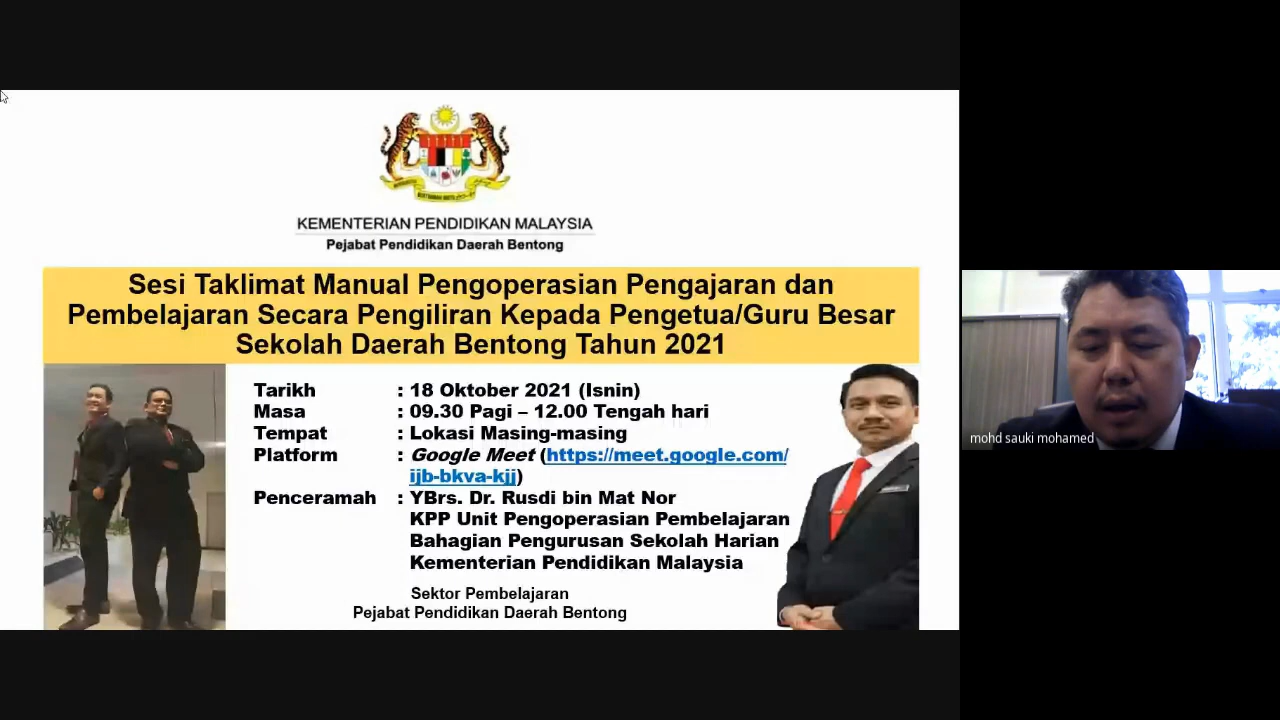 KEMENTERIAN PENDIDIKAN MALAYSIA
Pejabat Pendidikan Daerah Bentong
Sesi Taklimat Manual Pengoperasian Pengajaran dan
Pembelajaran Secara Pengiliran Kepada Pengetua/Guru Besar
Sekolah Daerah Bentong Tahun 2021
Tarikh : 18 Oktober 2021 (Isnin)
Masa : 09.30 Pagi – 12.00 Tengah hari
Tempat : Lokasi Masing-masing
Platform : Google Meet (https://meet.google.com/
ijb-bkva-kjj)
Penceramah : YBrs. Dr. Rusdi bin Mat Nor
KPP Unit Pengoperasian Pembelajaran
Bahagian Pengurusan Sekolah Harian
Kementerian Pendidikan Malaysia
Sektor Pembelajaran
Pejabat Pendidikan Daerah Bentong
mohd sauki mohamed